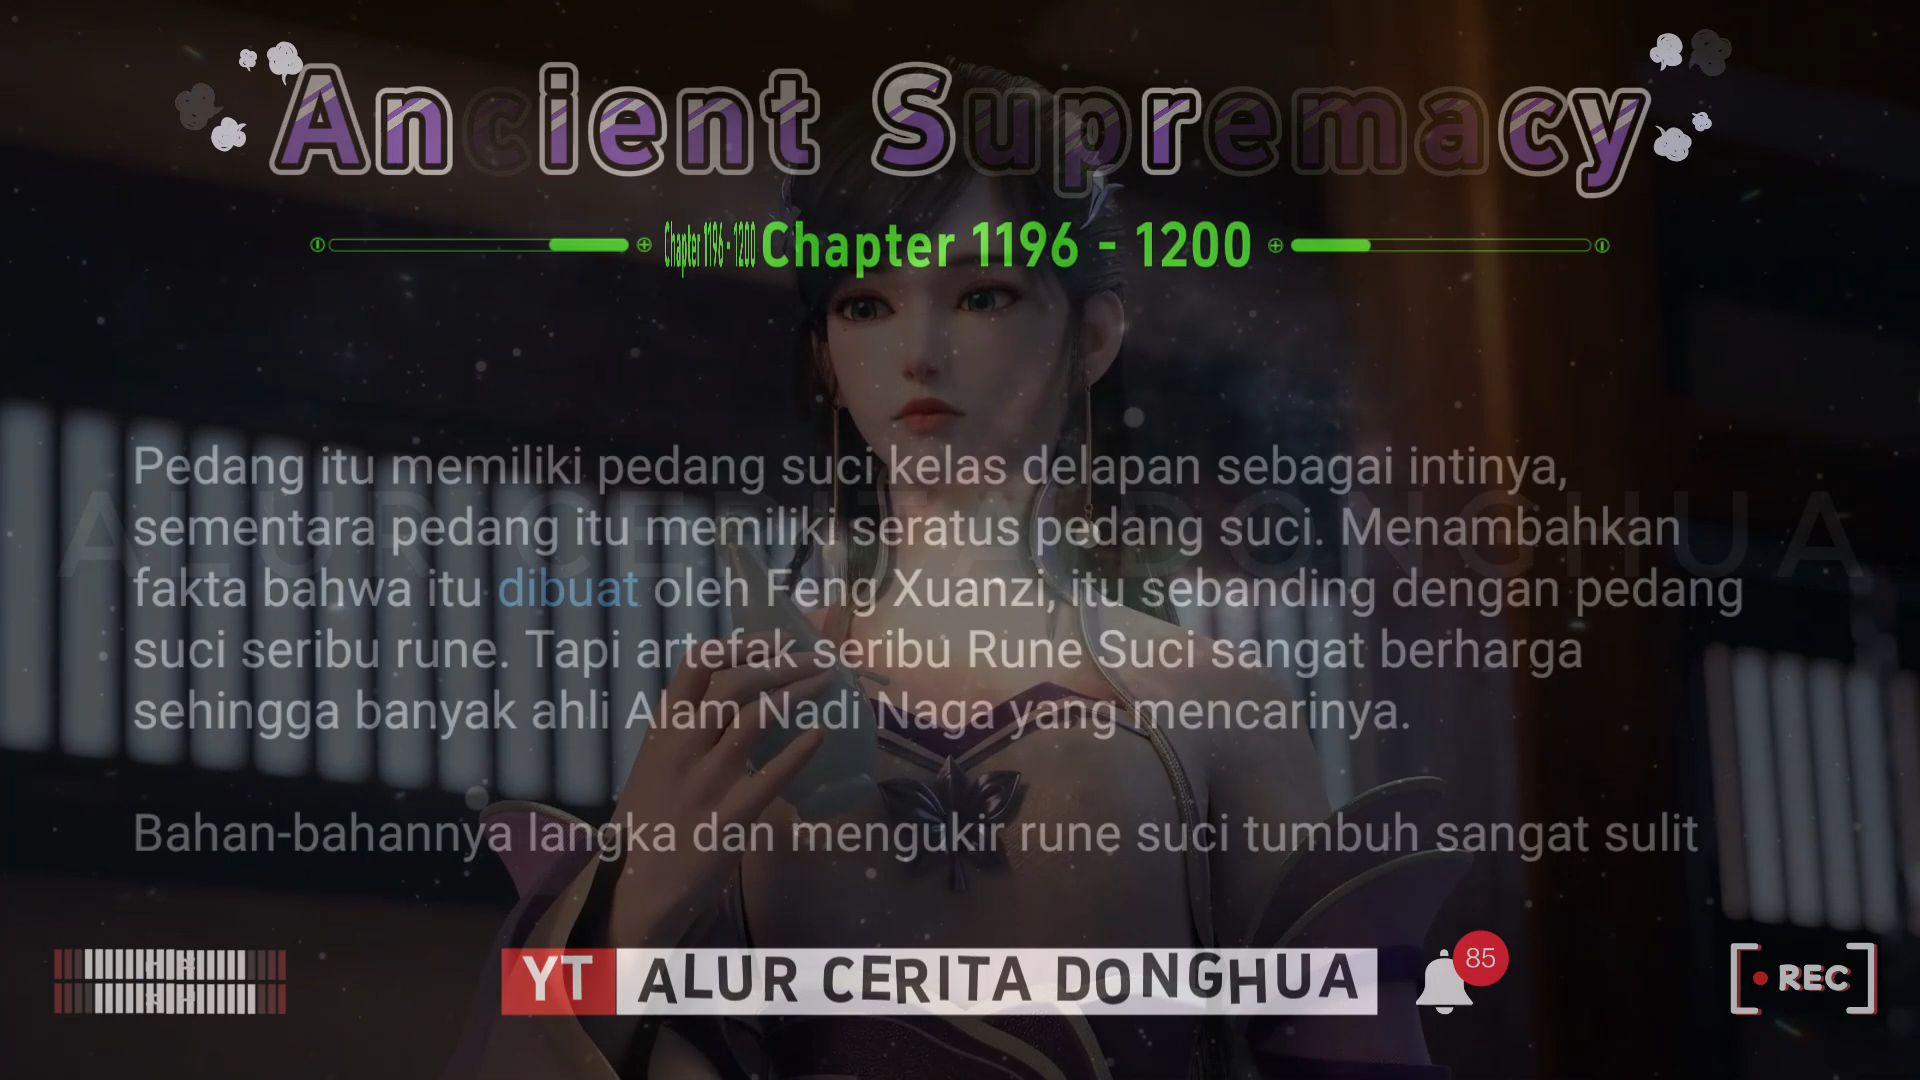 Ancient Supremacy
Chapter 1196 - 1200 Chapter 1196 - 1200
Pedang itu memiliki pedang suci kelas delapan sebagai intinya,
sementara pedang itu memiliki seratus pedang suci. Menambahkan
fakta bahwa itu dibuat oleh Feng Xuanzi, itu sebanding dengan pedang
suci seribu rune. Tapi artefak seribu Rune Suci sangat berharga
sehingga banyak ahli Alam Nadi Naga yang mencarinya.
ALUR CERITA DONGHUA
Bahan-bahannya langka dan mengukir rune suci tumbuh sangat sulit
YT ALUR CERITA DONGHUA 85
REC